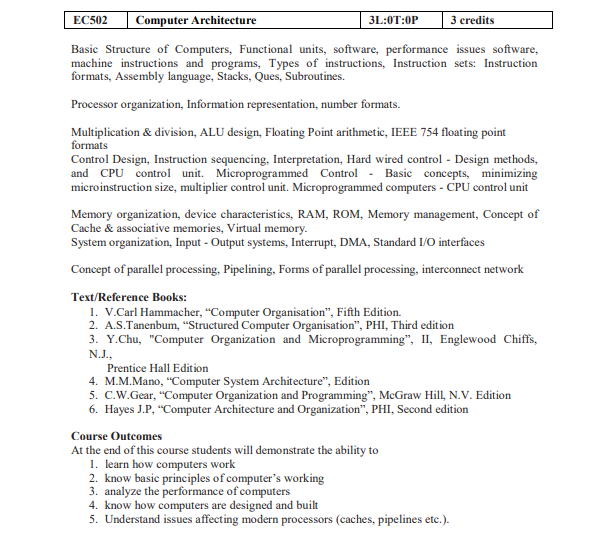 EC502 Computer Architecture 3L:0T:0P 3 credits
Basic Structure of Computers, Functional units, software, performance issues software,
machine instructions and programs, Types of instructions, Instruction sets: Instruction
formats, Assembly language, Stacks, Ques, Subroutines.
Processor organization, Information representation, number formats.
Multiplication & division, ALU design, Floating Point arithmetic, IEEE 754 floating point
formats
Control Design, Instruction sequencing, Interpretation, Hard wired control - Design methods,
and CPU control unit. Microprogrammed Control - Basic concepts, minimizing
microinstruction size, multiplier control unit. Microprogrammed computers - CPU control unit
Memory organization, device characteristics, RAM, ROM, Memory management, Concept of
Cache & associative memories, Virtual memory.
System organization, Input - Output systems, Interrupt, DMA, Standard I/O interfaces
Concept of parallel processing, Pipelining, Forms of parallel processing, interconnect network
Text/Reference Books:
1. V.Carl Hammacher, “Computer Organisation”, Fifth Edition.
2. A.S.Tanenbum, “Structured Computer Organisation”, PHI, Third edition
3. Y.Chu, "Computer Organization and Microprogramming”, II, Englewood Chiffs,
N.J.,
Prentice Hall Edition
4. M.M.Mano, “Computer System Architecture”, Edition
5. C.W.Gear, “Computer Organization and Programming”, McGraw Hill, N.V. Edition
6. Hayes J.P, “Computer Architecture and Organization”, PHI, Second edition
Course Outcomes
At the end of this course students will demonstrate the ability to
1. learn how computers work
2. know basic principles of computer’s working
3. analyze the performance of computers
4. know how computers are designed and built
5. Understand issues affecting modern processors (caches, pipelines etc.).